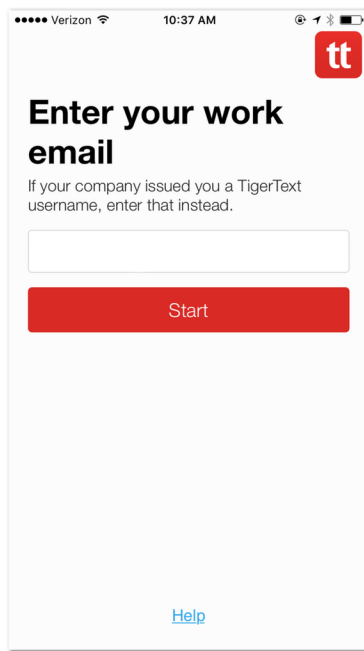 Verizon 10:37 AM
tt
Enter your work
email
If your company issued you a TigerText
username, enter that instead.
Start
Help